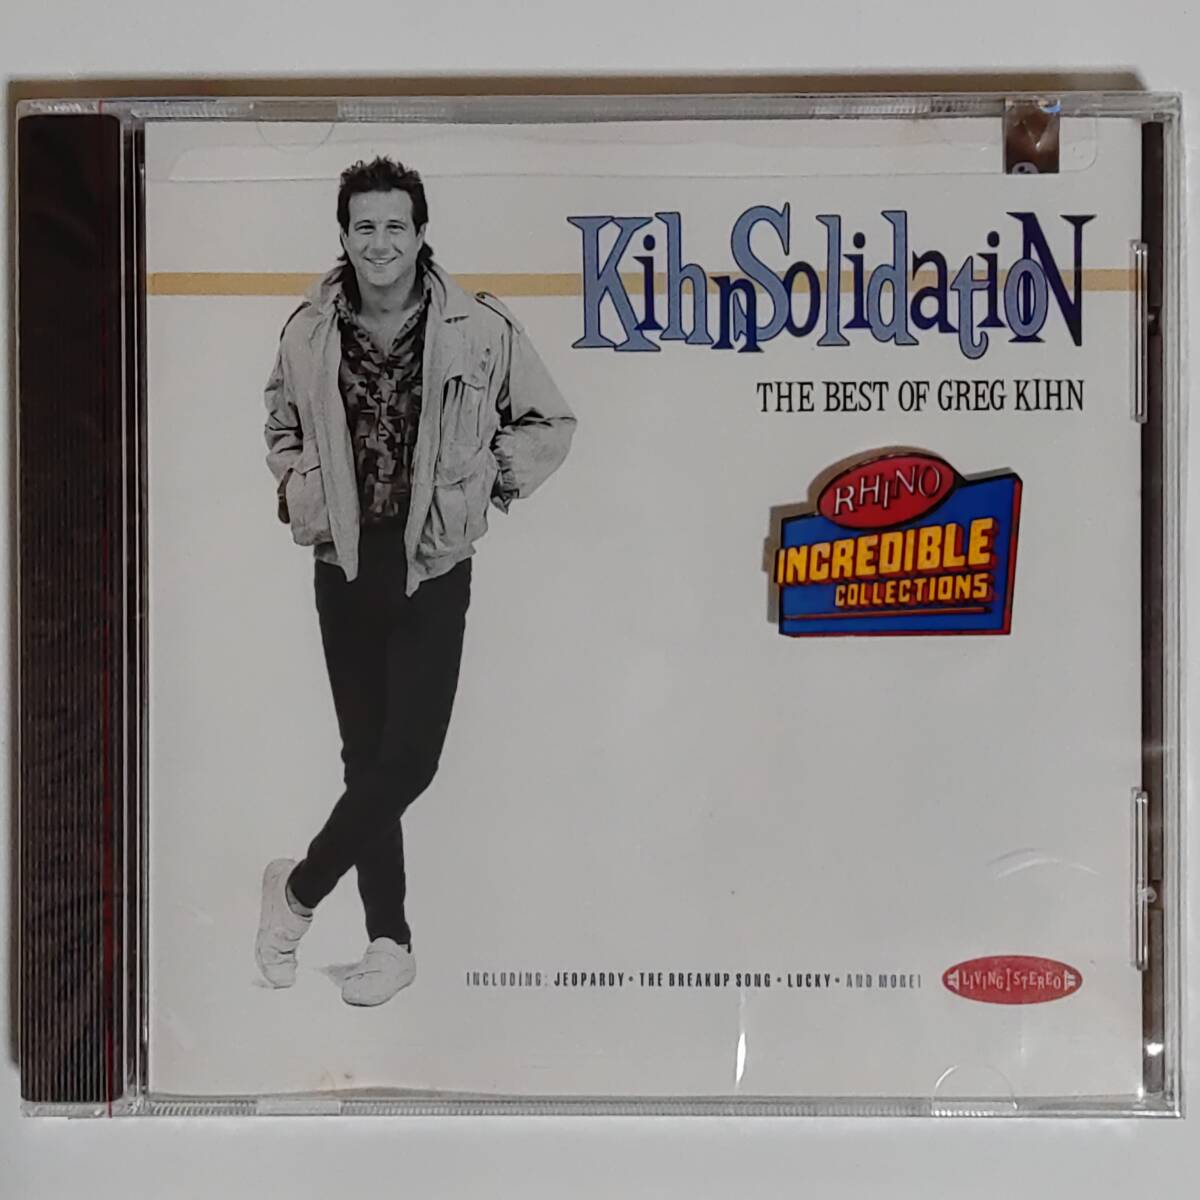 KihnSolidatioN
THE BEST OF GREG KIHN
RHINO
INCREDIBLE
COLLECTIONS
INCLUDING: JEOPARDY • THE BREAKUP SONG • LUCKY • AND MORE!
LIVING STEREO